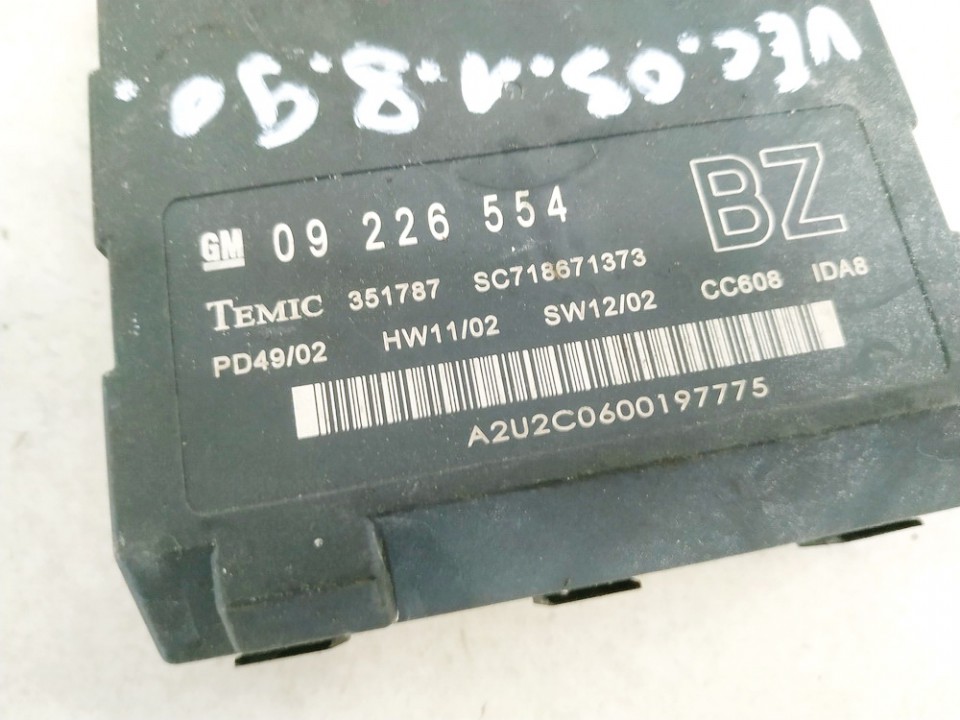 VEC.03.1.8.90.
GM 09 226 554 BZ
TEMIC 351787 SC718671373 CC608 IDA8
PD49/02 HW11/02 SW12/02
A2U2C0600197775